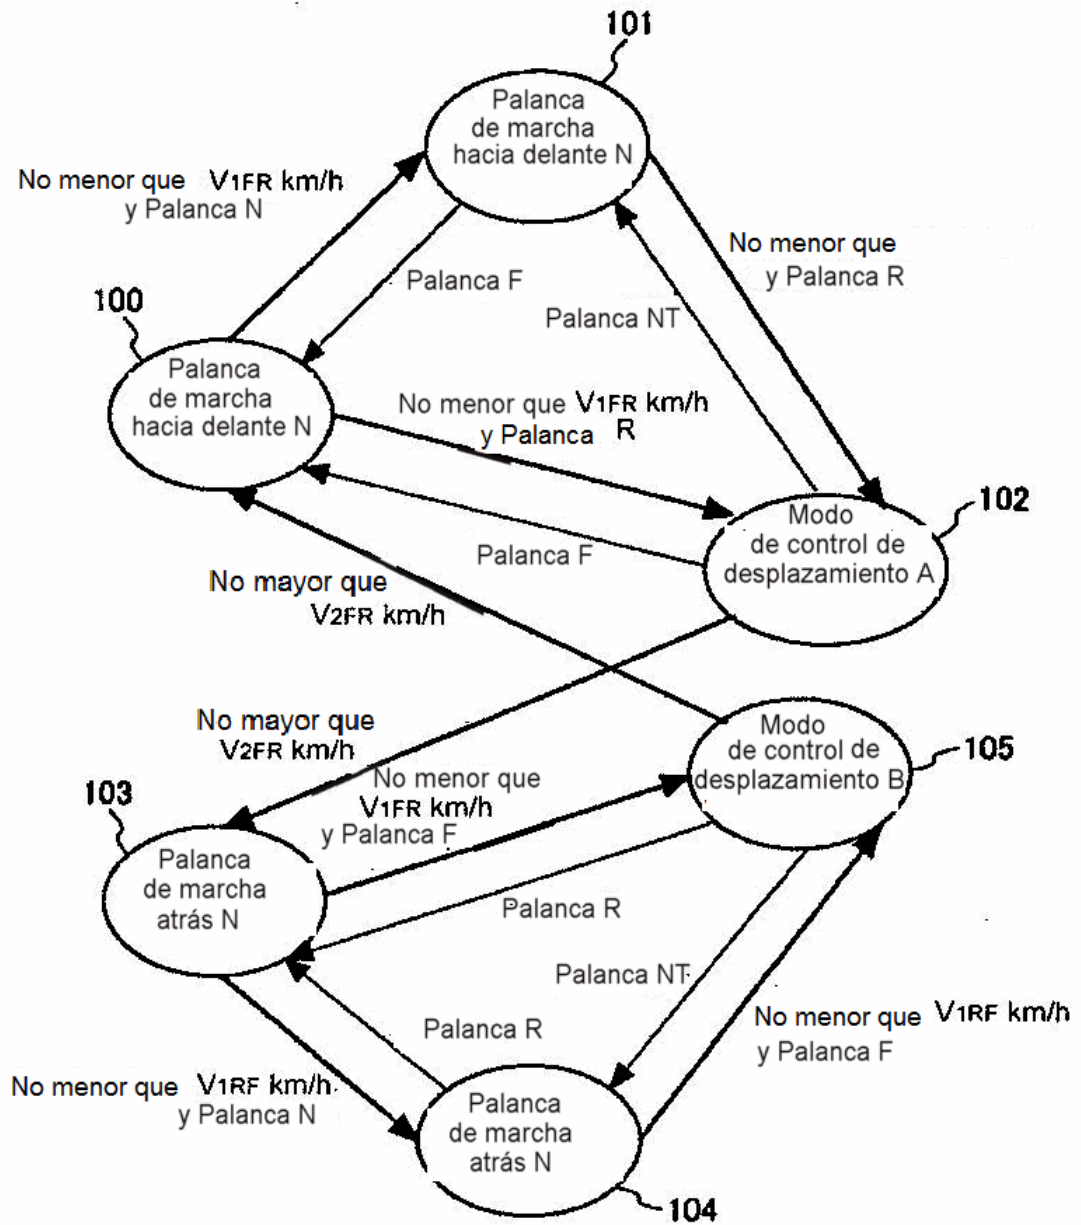 101
Palanca
de marcha
hacia delante N
No menor que V1FR km/h
y Palanca N
No menor que
y Palanca R
Palanca F
100
Palanca NT
Palanca
de marcha
hacia delante N
No menor que V1FR km/h
y Palanca R
102
Modo
de control de
desplazamiento A
Palanca F
No mayor que
V2FR km/h
No mayor que
V2FR km/h
Modo
de control de
desplazamiento B
105
No menor que
V1FR km/h
y Palanca F
103
Palanca
de marcha
atrás N
Palanca R
Palanca NT
No menor que V1RF km/h
y Palanca F
Palanca R
No menor que V1RF km/h
y Palanca N
Palanca
de marcha
atrás N
104